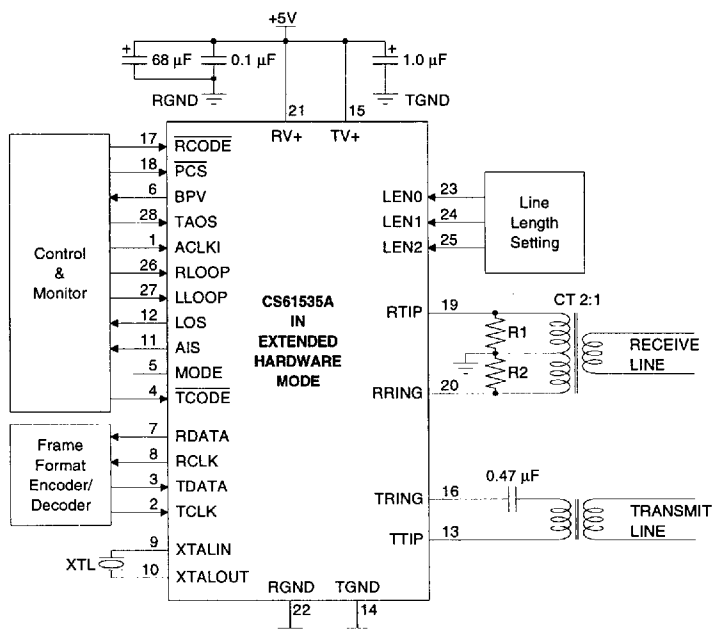 +5V
+
68 µF
0.1 µF
+
1.0 µF
RGND
TGND
21
15
RV+
TV+
Control
&
Monitor
17
RCODE
18
PCS
6
BPV
28
TAOS
1
ACLKI
26
RLOOP
27
LLOOP
12
LOS
11
AIS
5
MODE
4
TCODE
Frame
Format
Encoder/
Decoder
7
RDATA
8
RCLK
3
TDATA
2
TCLK
XTL
9
XTALIN
10
XTALOUT
CS61535A
IN
EXTENDED
HARDWARE
MODE
LEN0
23
LEN1
24
LEN2
25
Line
Length
Setting
RTIP
19
R1
R2
CT 2:1
RECEIVE
LINE
RRING
20
TRING
16
0.47 µF
TRANSMIT
LINE
TTIP
13
RGND
TGND
22
14